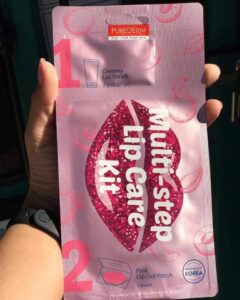 PUREDERM
1
Creamy
Lip Scrub
Multi-step
Lip Care
Kit
2
Pink
Lip Gel Patch
KOREA